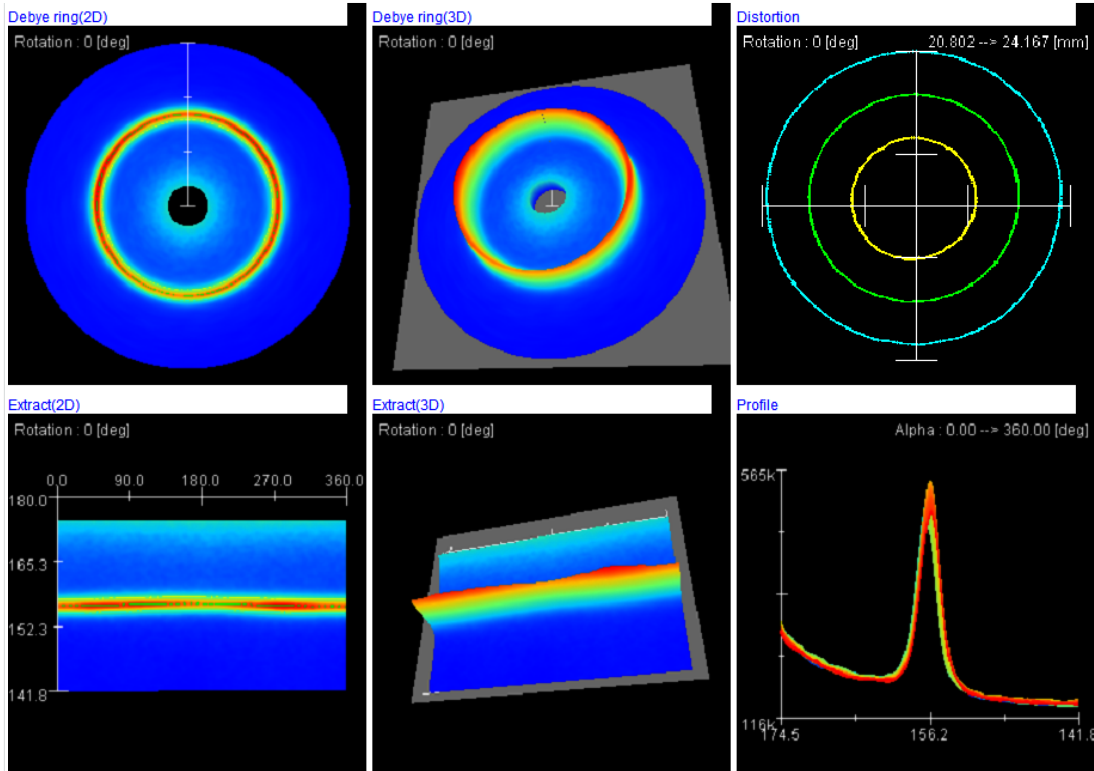 Debye ring(2D)
Rotation : 0 [deg]
Debye ring(3D)
Rotation : 0 [deg]
Distortion
Rotation : 0 [deg]
20.802 --> 24.167 [mm]
Extract(2D)
Rotation : 0 [deg]
0.0 90.0 180.0 270.0 360.0
180.0
165.3
152.3
141.8
Extract(3D)
Rotation : 0 [deg]
Profile
Alpha : 0.00 --> 360.00 [deg]
565k
116k
174.5 156.2 141.8